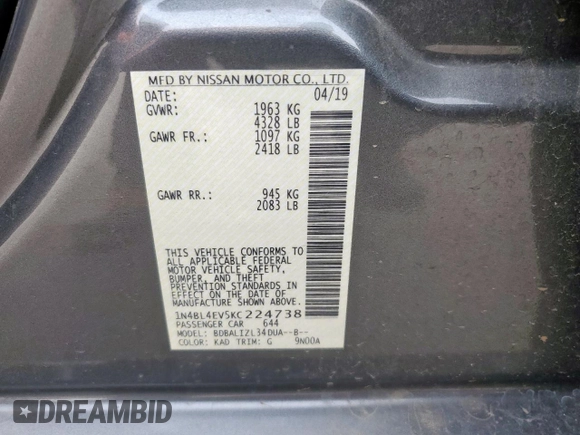 MFD BY NISSAN MOTOR CO., LTD.
DATE: 04/19
GVWR: 1963 KG
4328 LB
GAWR FR.: 1097 KG
2418 LB
GAWR RR.: 945 KG
2083 LB
THIS VEHICLE CONFORMS TO
ALL APPLICABLE FEDERAL
MOTOR VEHICLE SAFETY,
BUMPER, AND THEFT
PREVENTION STANDARDS IN
EFFECT ON THE DATE OF
MANUFACTURE SHOWN ABOVE.
1N4BL4EV5KC224738
PASSENGER CAR 644
MODEL: BDBALIZL34DUA--B--
COLOR: KAD TRIM: G 9N00A
DREAMBID